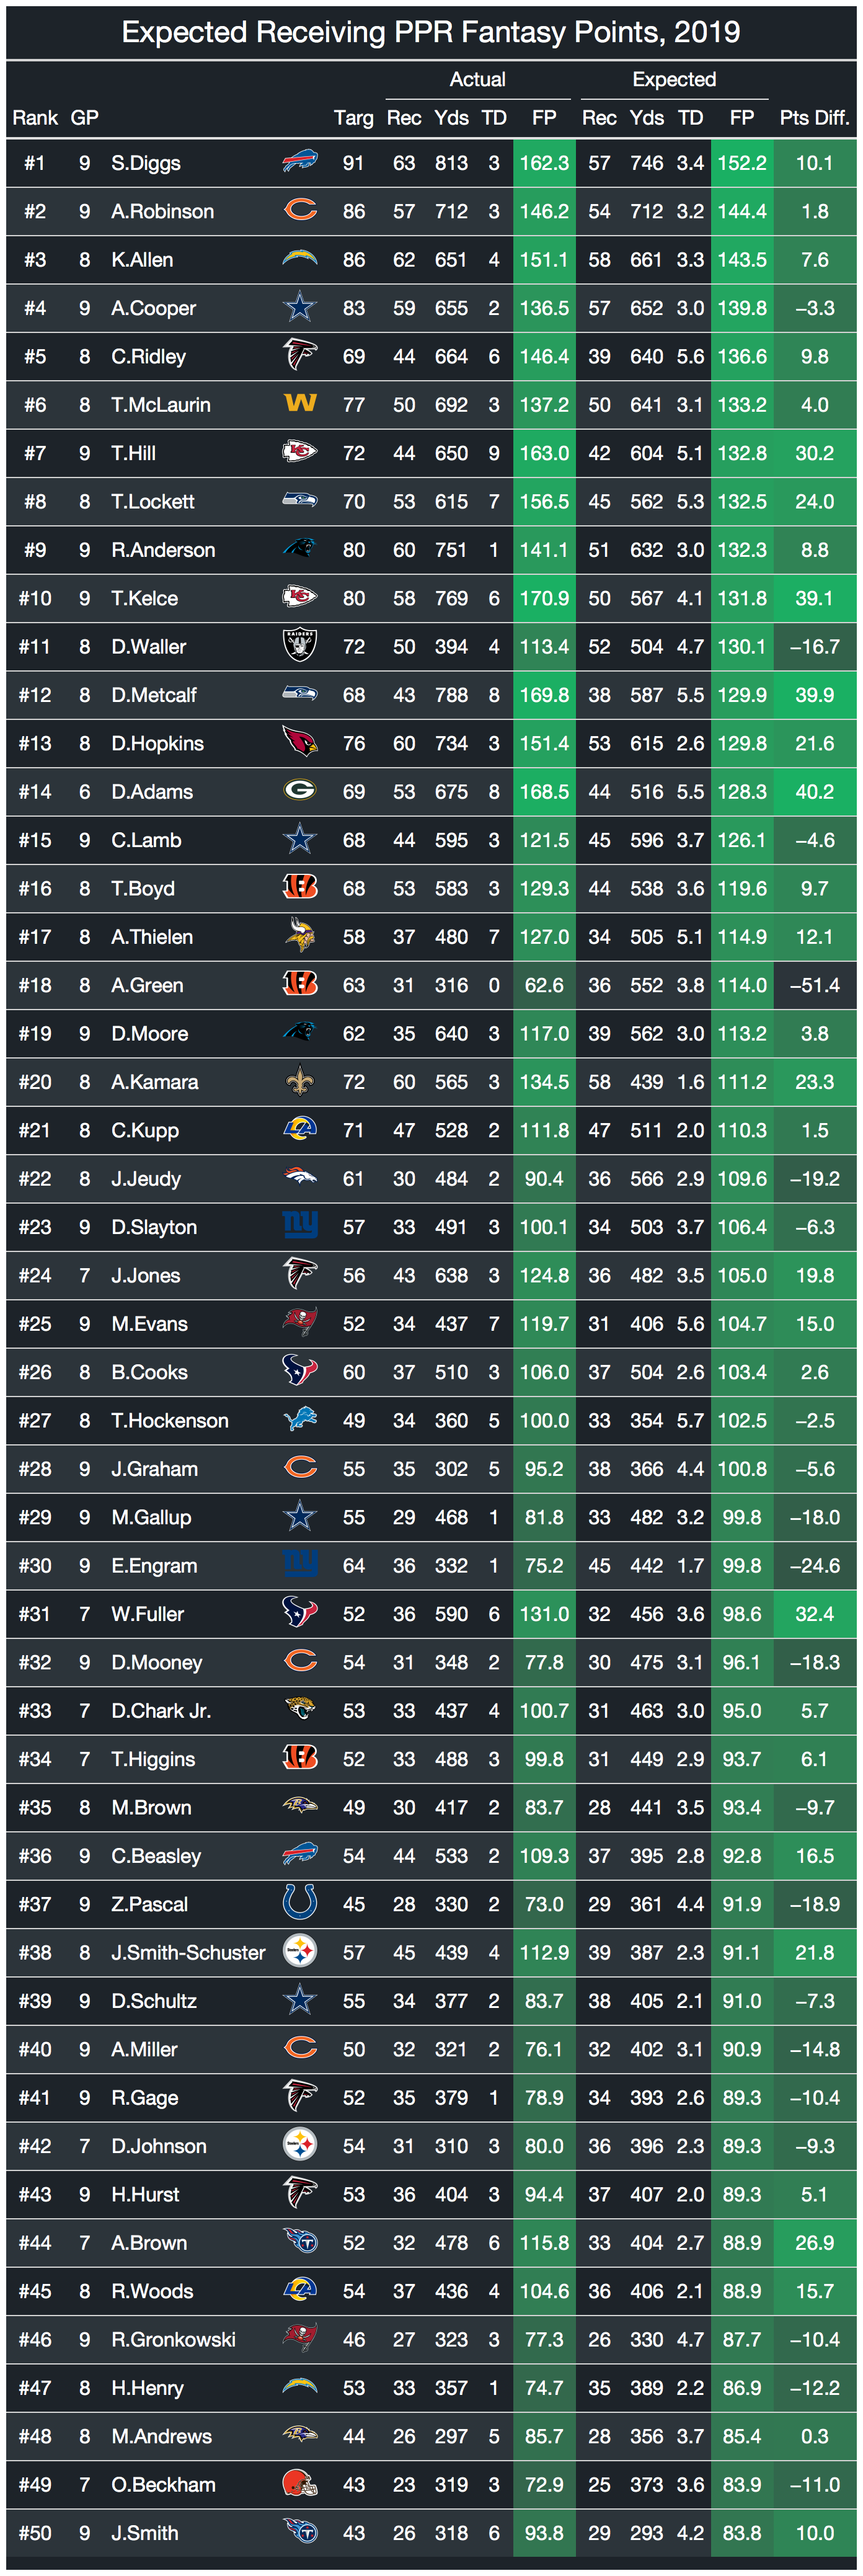 Expected Receiving PPR Fantasy Points, 2019
Actual Expected
Rank GP Targ Rec Yds TD FP Rec Yds TD FP Pts Diff.
#1 9 S.Diggs 91 63 813 3 162.3 57 746 3.4 152.2 10.1
#2 9 A.Robinson 86 57 712 3 146.2 54 712 3.2 144.4 1.8
#3 8 K.Allen 86 62 651 4 151.1 58 661 3.3 143.5 7.6
#4 9 A.Cooper 83 59 655 2 136.5 57 652 3.0 139.8 −3.3
#5 8 C.Ridley 69 44 664 6 146.4 39 640 5.6 136.6 9.8
#6 8 T.McLaurin W 77 50 692 3 137.2 50 641 3.1 133.2 4.0
#7 9 T.Hill KC 72 44 650 9 163.0 42 604 5.1 132.8 30.2
#8 8 T.Lockett 70 53 615 7 156.5 45 562 5.3 132.5 24.0
#9 9 R.Anderson 80 60 751 1 141.1 51 632 3.0 132.3 8.8
#10 9 T.Kelce KC 80 58 769 6 170.9 50 567 4.1 131.8 39.1
#11 8 D.Waller RAIDERS 72 50 394 4 113.4 52 504 4.7 130.1 −16.7
#12 8 D.Metcalf 68 43 788 8 169.8 38 587 5.5 129.9 39.9
#13 8 D.Hopkins 76 60 734 3 151.4 53 615 2.6 129.8 21.6
#14 6 D.Adams G 69 53 675 8 168.5 44 516 5.5 128.3 40.2
#15 9 C.Lamb 68 44 595 3 121.5 45 596 3.7 126.1 −4.6
#16 8 T.Boyd B 68 53 583 3 129.3 44 538 3.6 119.6 9.7
#17 8 A.Thielen 58 37 480 7 127.0 34 505 5.1 114.9 12.1
#18 8 A.Green B 63 31 316 0 62.6 36 552 3.8 114.0 −51.4
#19 9 D.Moore 62 35 640 3 117.0 39 562 3.0 113.2 3.8
#20 8 A.Kamara 72 60 565 3 134.5 58 439 1.6 111.2 23.3
#21 8 C.Kupp LA 71 47 528 2 111.8 47 511 2.0 110.3 1.5
#22 8 J.Jeudy 61 30 484 2 90.4 36 566 2.9 109.6 −19.2
#23 9 D.Slayton ny 57 33 491 3 100.1 34 503 3.7 106.4 −6.3
#24 7 J.Jones 56 43 638 3 124.8 36 482 3.5 105.0 19.8
#25 9 M.Evans 52 34 437 7 119.7 31 406 5.6 104.7 15.0
#26 8 B.Cooks 60 37 510 3 106.0 37 504 2.6 103.4 2.6
#27 8 T.Hockenson 49 34 360 5 100.0 33 354 5.7 102.5 −2.5
#28 9 J.Graham C 55 35 302 5 95.2 38 366 4.4 100.8 −5.6
#29 9 M.Gallup 55 29 468 1 81.8 33 482 3.2 99.8 −18.0
#30 9 E.Engram ny 64 36 332 1 75.2 45 442 1.7 99.8 −24.6
#31 7 W.Fuller 52 36 590 6 131.0 32 456 3.6 98.6 32.4
#32 9 D.Mooney C 54 31 348 2 77.8 30 475 3.1 96.1 −18.3
#33 7 D.Chark Jr. 53 33 437 4 100.7 31 463 3.0 95.0 5.7
#34 7 T.Higgins B 52 33 488 3 99.8 31 449 2.9 93.7 6.1
#35 8 M.Brown 49 30 417 2 83.7 28 441 3.5 93.4 −9.7
#36 9 C.Beasley 54 44 533 2 109.3 37 395 2.8 92.8 16.5
#37 9 Z.Pascal 45 28 330 2 73.0 29 361 4.4 91.9 −18.9
#38 8 J.Smith-Schuster Steelers 57 45 439 4 112.9 39 387 2.3 91.1 21.8
#39 9 D.Schultz 55 34 377 2 83.7 38 405 2.1 91.0 −7.3
#40 9 A.Miller C 50 32 321 2 76.1 32 402 3.1 90.9 −14.8
#41 9 R.Gage 52 35 379 1 78.9 34 393 2.6 89.3 −10.4
#42 7 D.Johnson Steelers 54 31 310 3 80.0 36 396 2.3 89.3 −9.3
#43 9 H.Hurst 53 36 404 3 94.4 37 407 2.0 89.3 5.1
#44 7 A.Brown T 52 32 478 6 115.8 33 404 2.7 88.9 26.9
#45 8 R.Woods LA 54 37 436 4 104.6 36 406 2.1 88.9 15.7
#46 9 R.Gronkowski 46 27 323 3 77.3 26 330 4.7 87.7 −10.4
#47 8 H.Henry 53 33 357 1 74.7 35 389 2.2 86.9 −12.2
#48 8 M.Andrews 44 26 297 5 85.7 28 356 3.7 85.4 0.3
#49 7 O.Beckham 43 23 319 3 72.9 25 373 3.6 83.9 −11.0
#50 9 J.Smith T 43 26 318 6 93.8 29 293 4.2 83.8 10.0